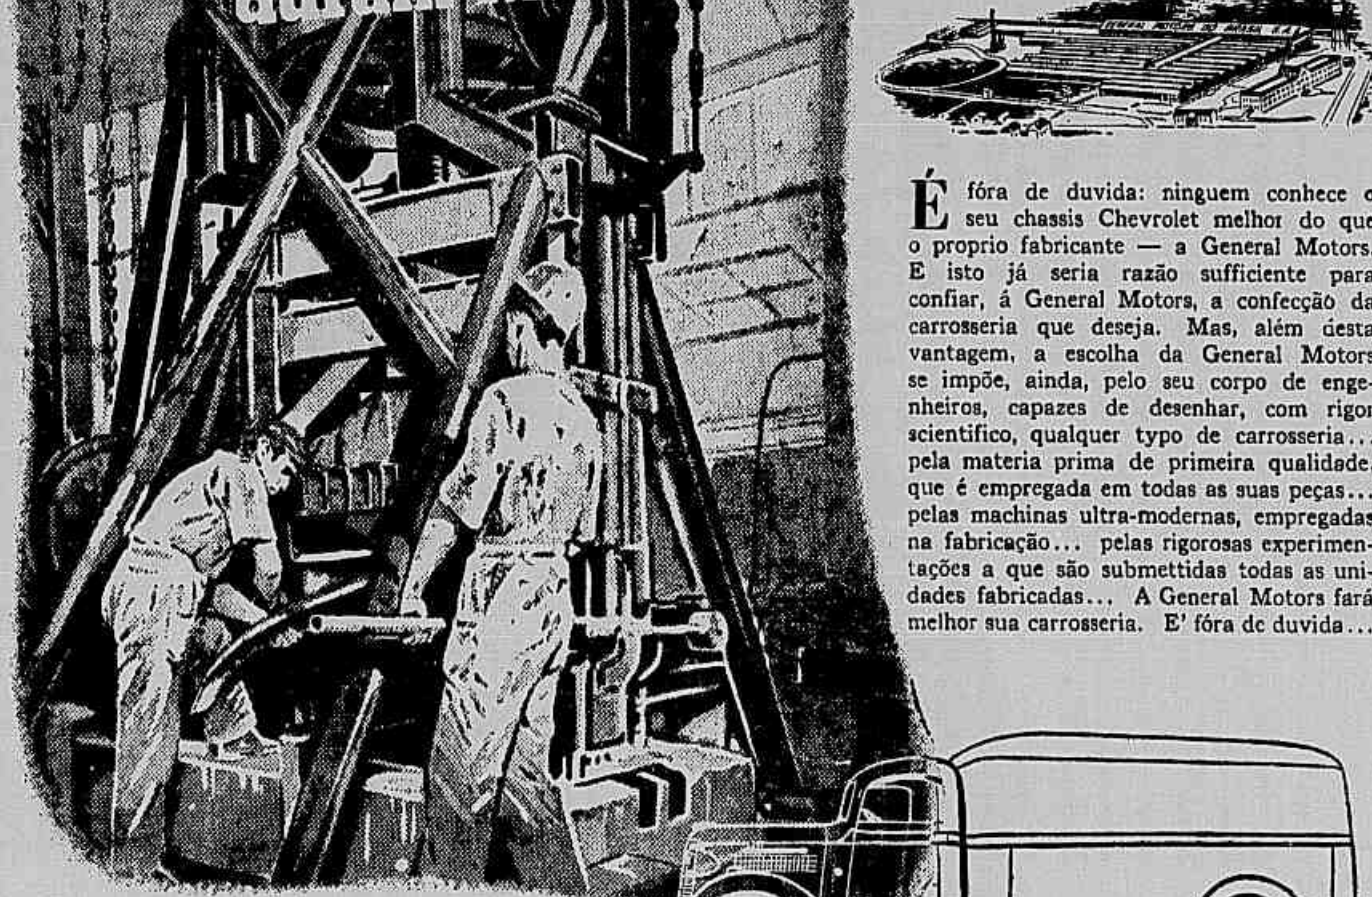 GENERAL MOTORS DO BRASIL S.A.
É fóra de duvida: ninguem conhece o
seu chassis Chevrolet melhor do que
o proprio fabricante — a General Motors.
E isto já seria razão sufficiente para
confiar, á General Motors, a confecção da
carrosseria que deseja. Mas, além desta
vantagem, a escolha da General Motors
se impõe, ainda, pelo seu corpo de enge-
nheiros, capazes de desenhar, com rigor
scientifico, qualquer typo de carrosseria...
pela materia prima de primeira qualidade
que é empregada em todas as suas peças...
pelas machinas ultra-modernas, empregadas
na fabricação... pelas rigorosas experimen-
tações a que são submettidas todas as uni-
dades fabricadas... A General Motors fará
melhor sua carrosseria. E' fóra de duvida...